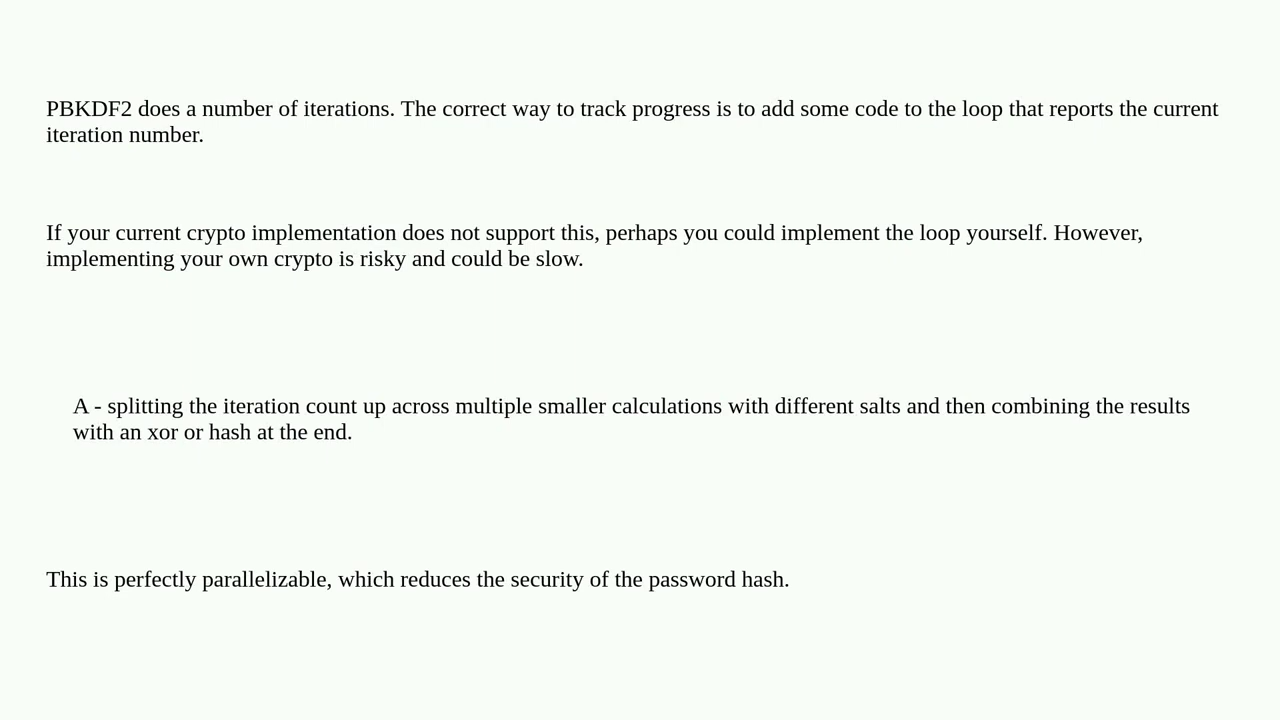 PBKDF2 does a number of iterations. The correct way to track progress is to add some code to the loop that reports the current
iteration number.
If your current crypto implementation does not support this, perhaps you could implement the loop yourself. However,
implementing your own crypto is risky and could be slow.
A - splitting the iteration count up across multiple smaller calculations with different salts and then combining the results
with an xor or hash at the end.
This is perfectly parallelizable, which reduces the security of the password hash.